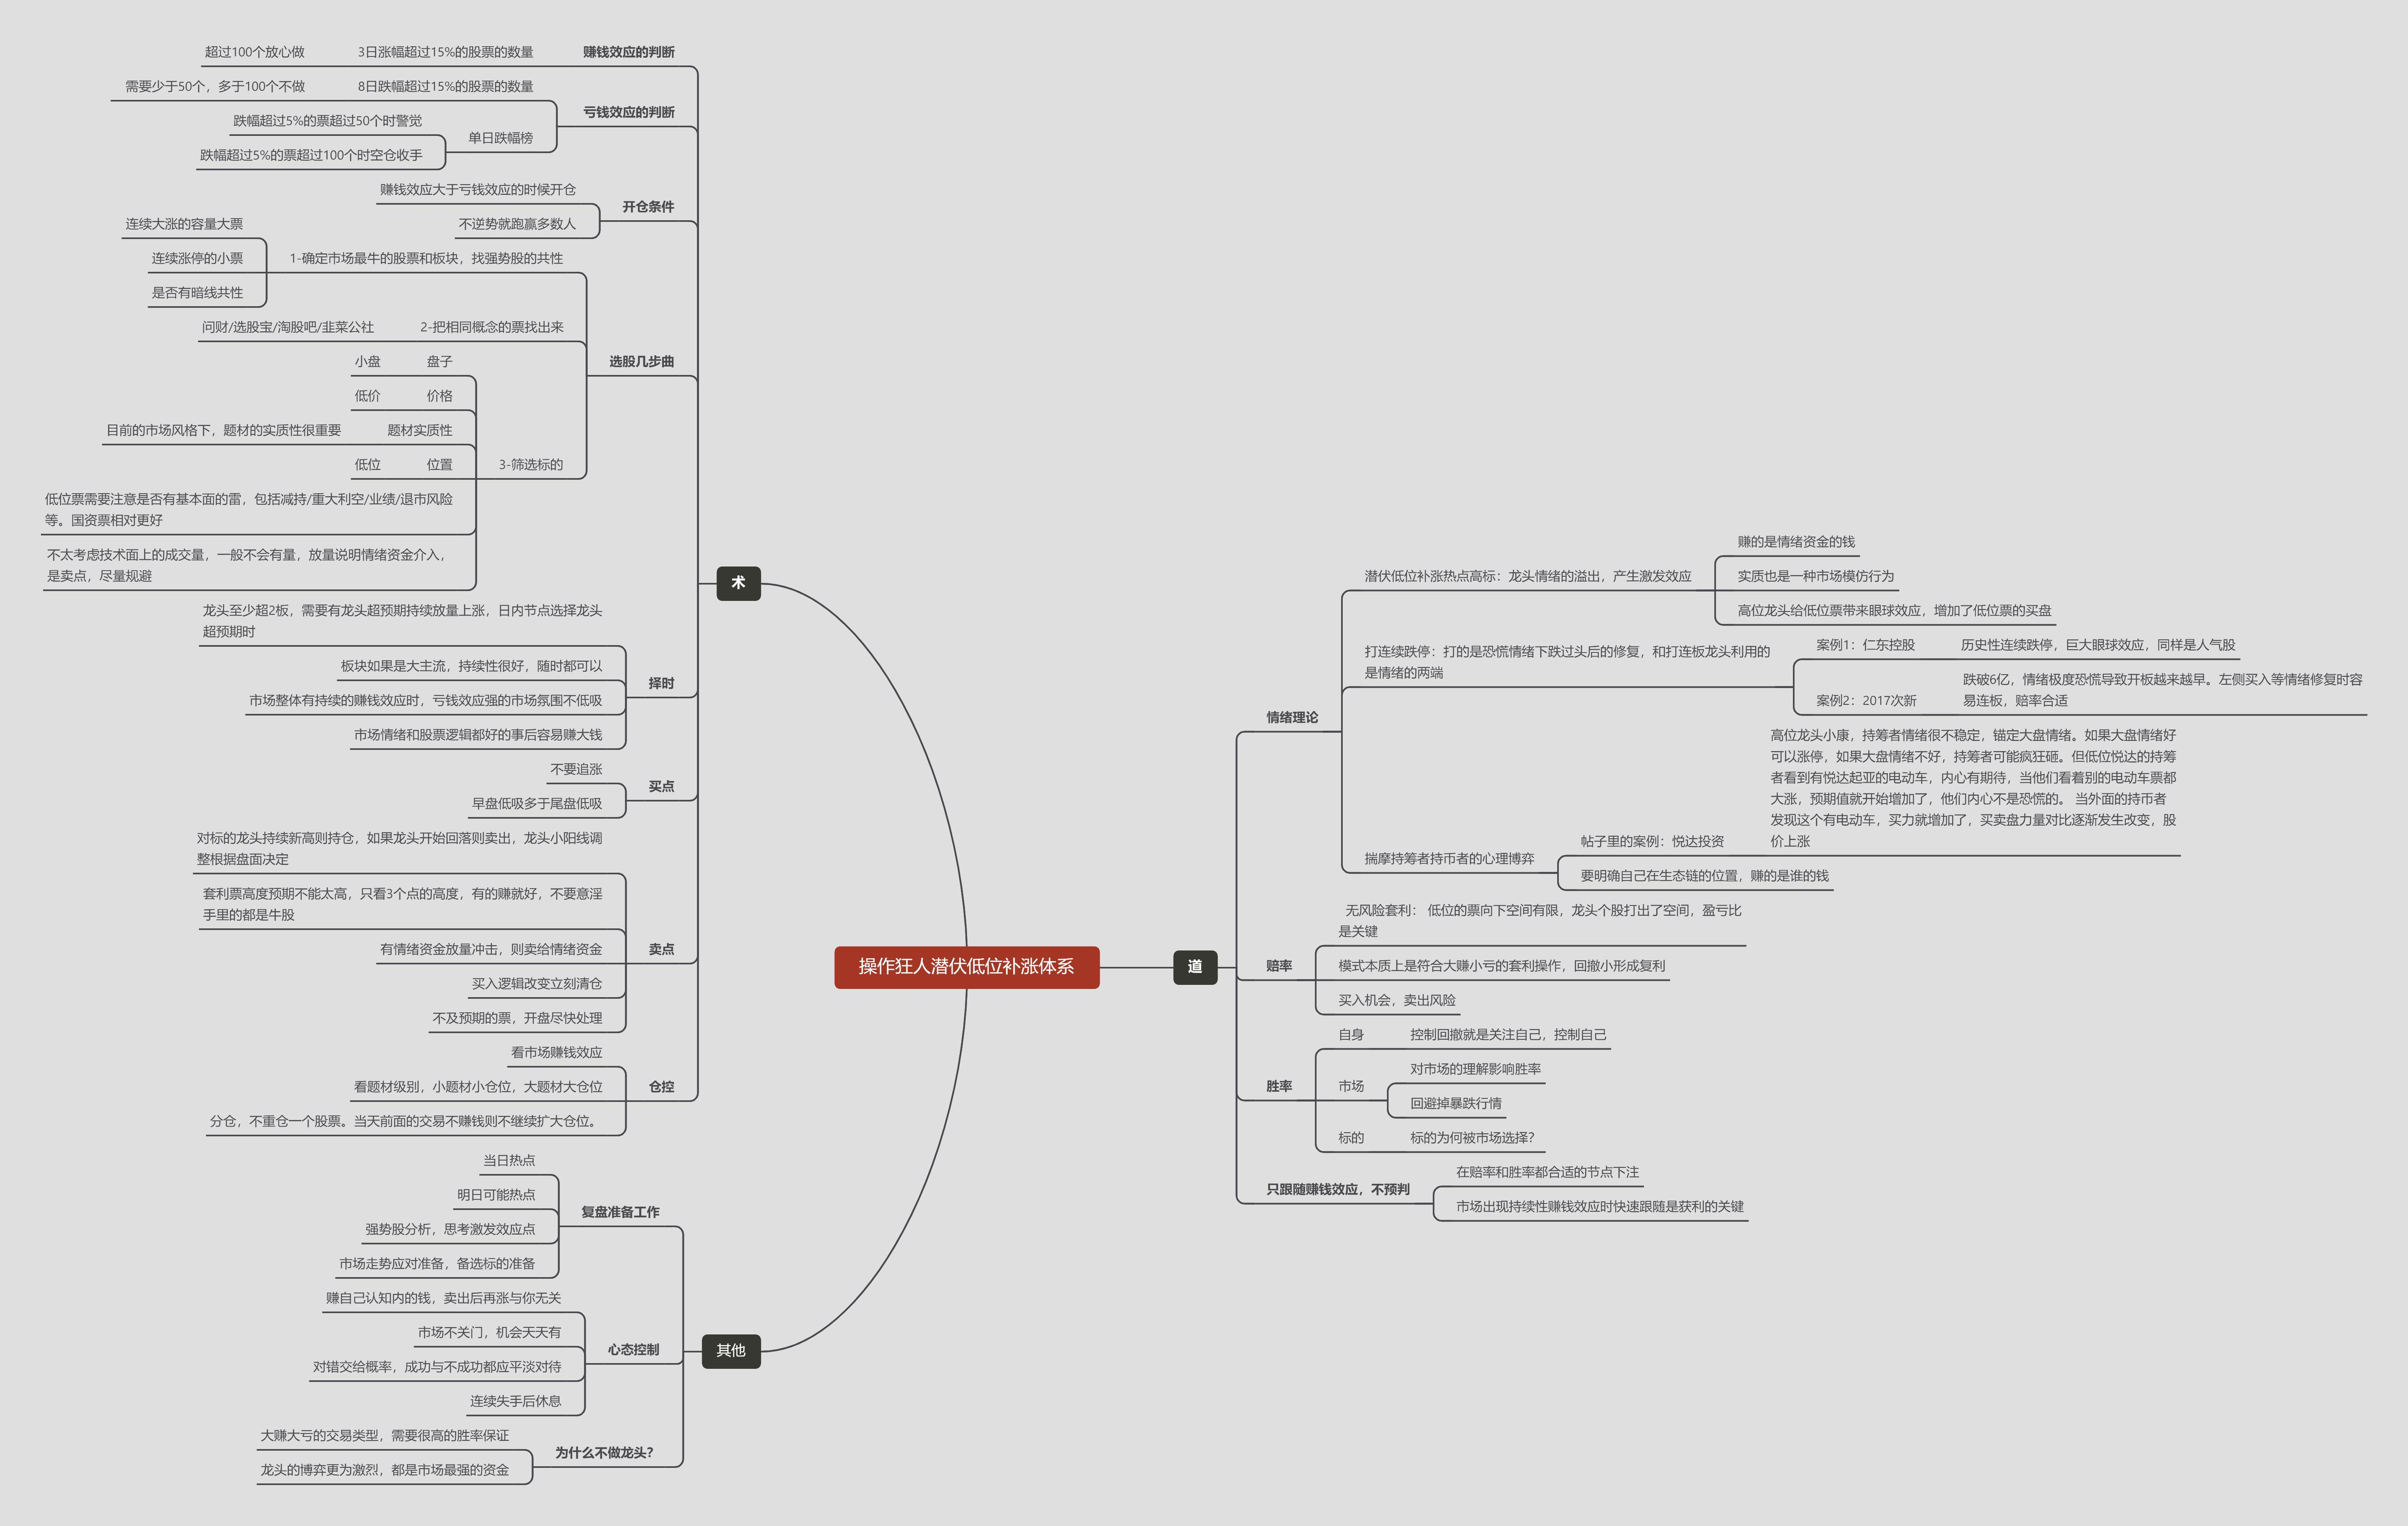 操作狂人潜伏低位补涨体系
道
情绪理论
潜伏低位补涨热点高标：龙头情绪的溢出，产生激发效应
赚的是情绪资金的钱
实质也是一种市场模仿行为
高位龙头给低位票带来眼球效应，增加了低位票的买盘
打连续跌停：打的是恐慌情绪下跌过头后的修复，和打连板龙头利用的
是情绪的两端
案例1：仁东控股
历史性连续跌停，巨大眼球效应，同样是人气股
案例2：2017次新
跌破6亿，情绪极度恐慌导致开板越来越早。左侧买入等情绪修复时容
易连板，赔率合适
揣摩持筹者持币者的心理博弈
帖子里的案例：悦达投资
高位龙头小康，持筹者情绪很不稳定，锚定大盘情绪。如果大盘情绪好
可以涨停，如果大盘情绪不好，持筹者可能疯狂砸。但低位悦达的持筹
者看到有悦达起亚的电动车，内心有期待，当他们看着别的电动车票都
大涨，预期值就开始增加了，他们内心不是恐慌的。 当外面的持币者
发现这个有电动车，买力就增加了，买卖盘力量对比逐渐发生改变，股
价上涨
要明确自己在生态链的位置，赚的是谁的钱
赔率
无风险套利： 低位的票向下空间有限，龙头个股打出了空间，盈亏比
是关键
模式本质上是符合大赚小亏的套利操作，回撤小形成复利
买入机会，卖出风险
胜率
自身
控制回撤就是关注自己，控制自己
市场
对市场的理解影响胜率
回避掉暴跌行情
标的
标的为何被市场选择？
只跟随赚钱效应，不预判
在赔率和胜率都合适的节点下注
市场出现持续性赚钱效应时快速跟随是获利的关键
术
赚钱效应的判断
3日涨幅超过15%的股票的数量
超过100个放心做
亏钱效应的判断
8日跌幅超过15%的股票的数量
需要少于50个，多于100个不做
单日跌幅榜
跌幅超过5%的票超过50个时警觉
跌幅超过5%的票超过100个时空仓收手
开仓条件
赚钱效应大于亏钱效应的时候开仓
不逆势就跑赢多数人
选股几步曲
1-确定市场最牛的股票和板块，找强势股的共性
连续大涨的容量大票
连续涨停的小票
是否有暗线共性
2-把相同概念的票找出来
问财/选股宝/淘股吧/韭菜公社
3-筛选标的
盘子
小盘
价格
低价
题材实质性
目前的市场风格下，题材的实质性很重要
位置
低位
低位票需要注意是否有基本面的雷，包括减持/重大利空/业绩/退市风险
等。国资票相对更好
不太考虑技术面上的成交量，一般不会有量，放量说明情绪资金介入，
是卖点，尽量规避
择时
龙头至少超2板，需要有龙头超预期持续放量上涨，日内节点选择龙头
超预期时
板块如果是大主流，持续性很好，随时都可以
市场整体有持续的赚钱效应时，亏钱效应强的市场氛围不低吸
市场情绪和股票逻辑都好的事后容易赚大钱
买点
不要追涨
早盘低吸多于尾盘低吸
卖点
对标的龙头持续新高则持仓，如果龙头开始回落则卖出，龙头小阳线调
整根据盘面决定
套利票高度预期不能太高，只看3个点的高度，有的赚就好，不要意淫
手里的都是牛股
有情绪资金放量冲击，则卖给情绪资金
买入逻辑改变立刻清仓
不及预期的票，开盘尽快处理
仓控
看市场赚钱效应
看题材级别，小题材小仓位，大题材大仓位
分仓，不重仓一个股票。当天前面的交易不赚钱则不继续扩大仓位。
其他
复盘准备工作
当日热点
明日可能热点
强势股分析，思考激发效应点
市场走势应对准备，备选标的准备
心态控制
赚自己认知内的钱，卖出后再涨与你无关
市场不关门，机会天天有
对错交给概率，成功与不成功都应平淡对待
连续失手后休息
为什么不做龙头？
大赚大亏的交易类型，需要很高的胜率保证
龙头的博弈更为激烈，都是市场最强的资金